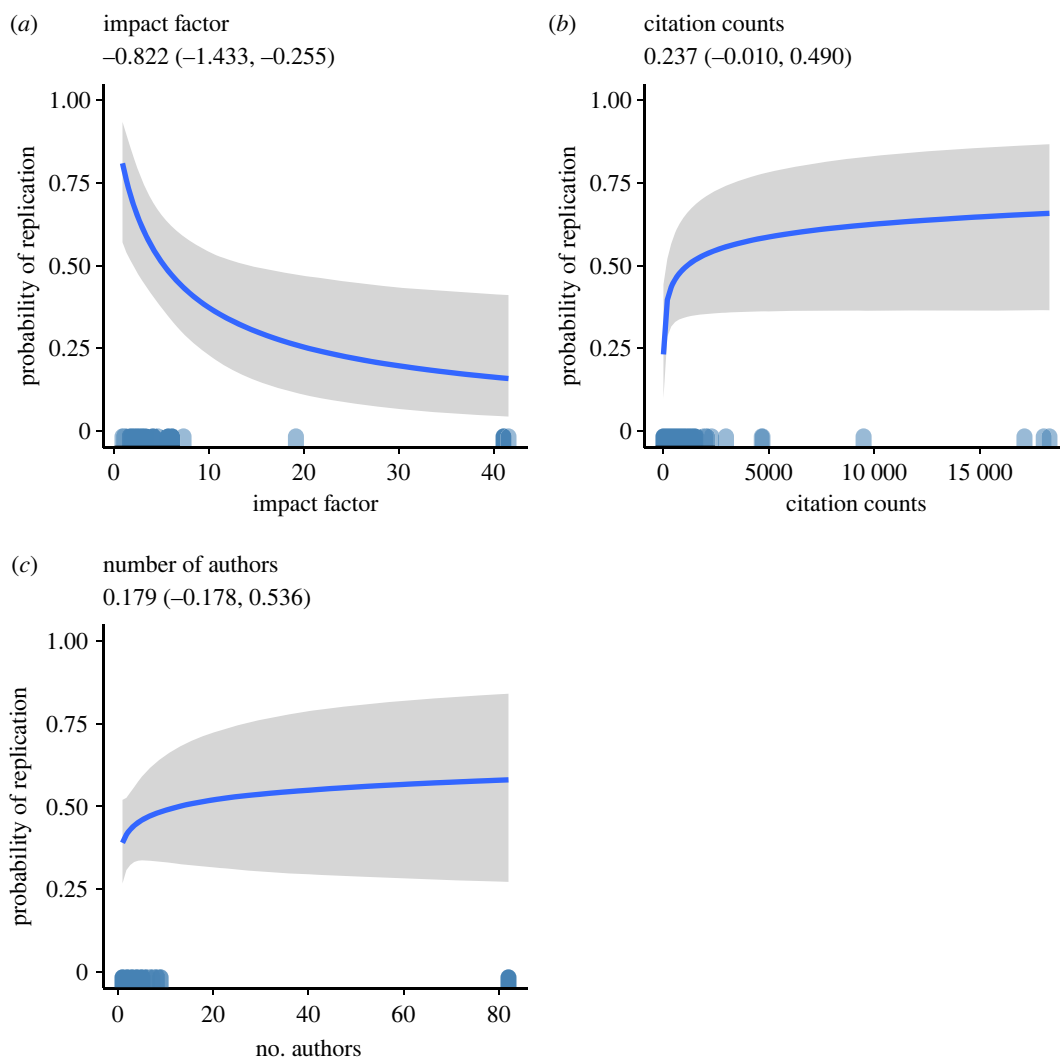 (a) impact factor
–0.822 (–1.433, –0.255)
1.00
0.75
0.50
0.25
0
probability of replication
0 10 20 30 40
impact factor
(b) citation counts
0.237 (–0.010, 0.490)
1.00
0.75
0.50
0.25
0
probability of replication
0 5000 10 000 15 000
citation counts
(c) number of authors
0.179 (–0.178, 0.536)
1.00
0.75
0.50
0.25
0
probability of replication
0 20 40 60 80
no. authors